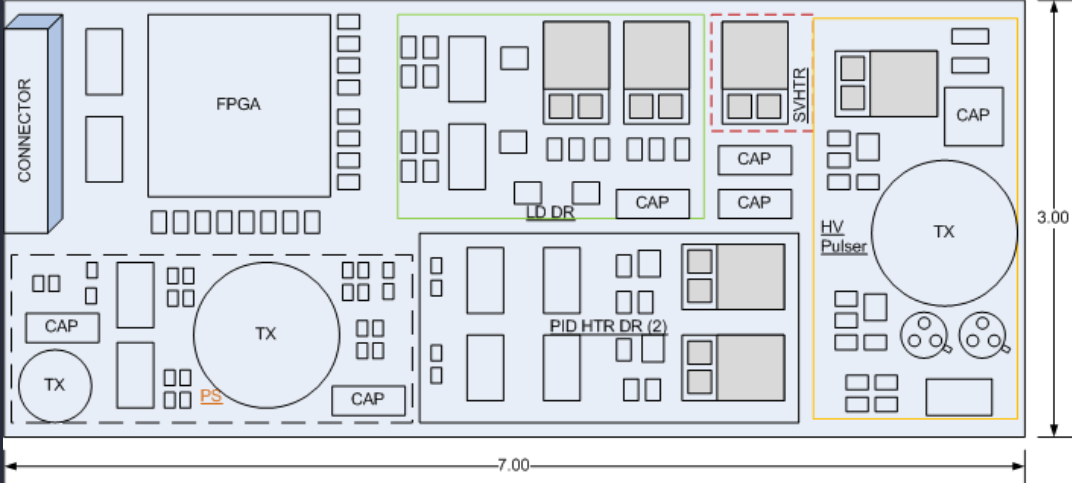 CONNECTOR
FPGA
LD DR
CAP
SVHTR
CAP
CAP
CAP
TX
HV
Pulser
3.00
CAP
TX
TX
PS
CAP
PID HTR DR (2)
7.00